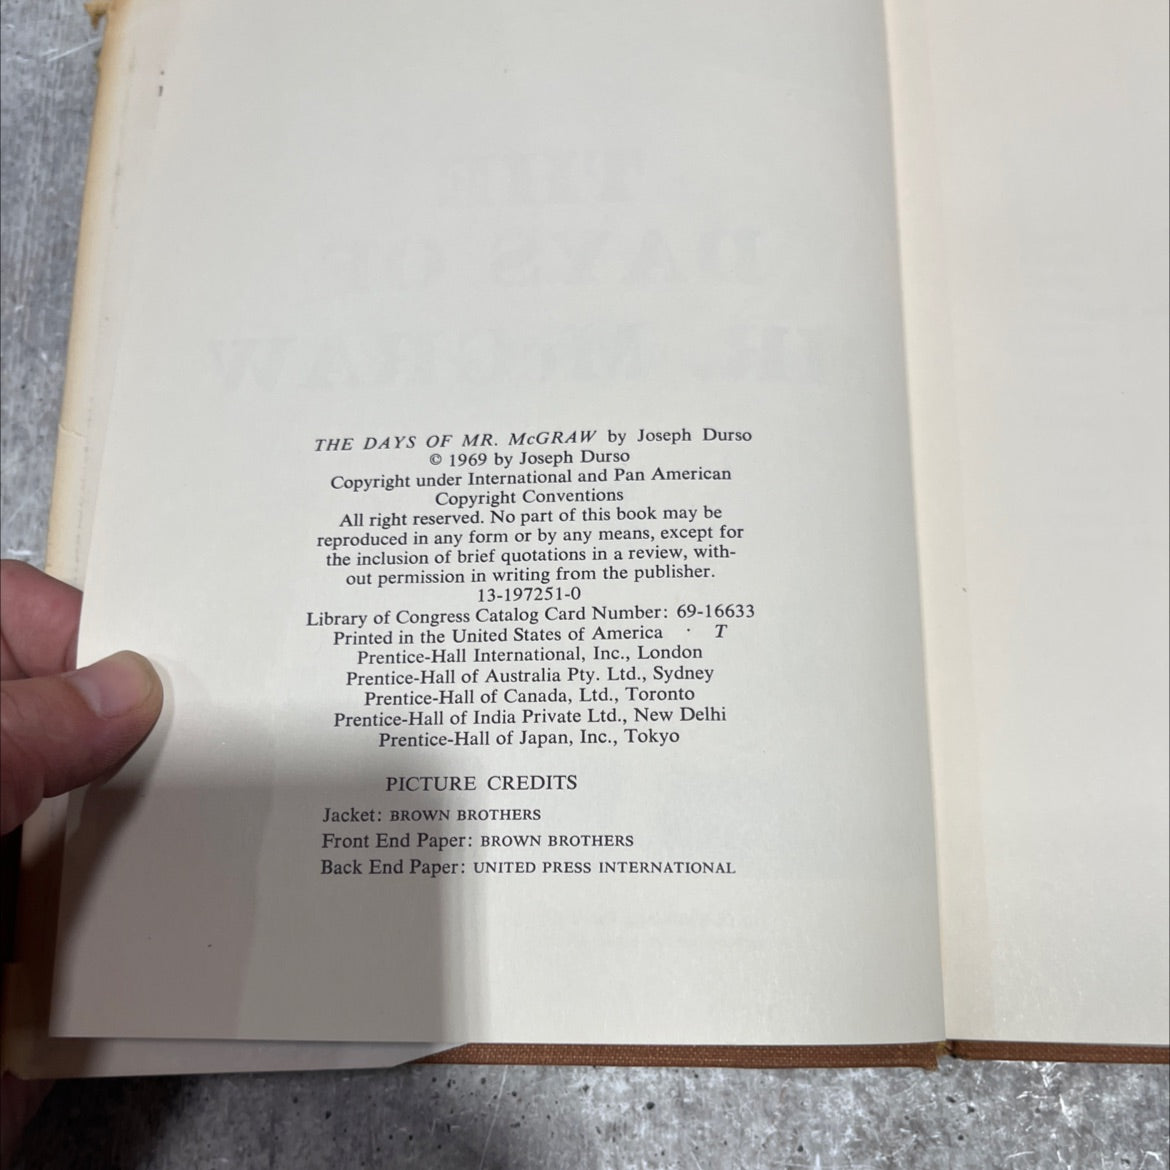 THE DAYS OF MR. McGRAW by Joseph Durso
© 1969 by Joseph Durso
Copyright under International and Pan American
Copyright Conventions
All right reserved. No part of this book may be
reproduced in any form or by any means, except for
the inclusion of brief quotations in a review, with-
out permission in writing from the publisher.
13-197251-0
Library of Congress Catalog Card Number: 69-16633
Printed in the United States of America · T
Prentice-Hall International, Inc., London
Prentice-Hall of Australia Pty. Ltd., Sydney
Prentice-Hall of Canada, Ltd., Toronto
Prentice-Hall of India Private Ltd., New Delhi
Prentice-Hall of Japan, Inc., Tokyo
PICTURE CREDITS
Jacket: BROWN BROTHERS
Front End Paper: BROWN BROTHERS
Back End Paper: UNITED PRESS INTERNATIONAL